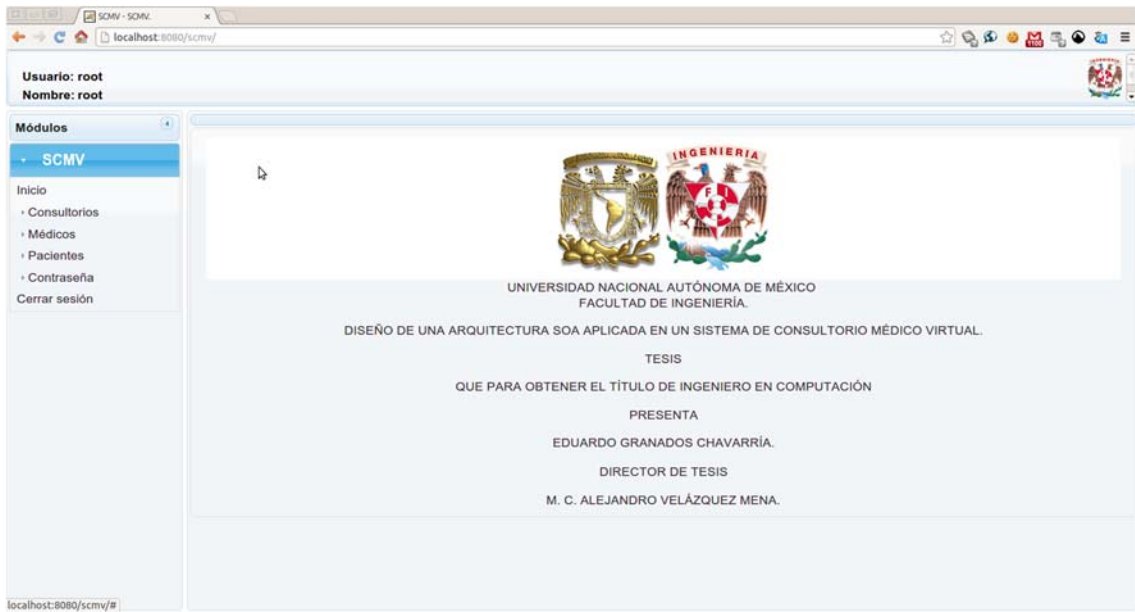 SCMV - SCMV.
localhost:8080/scmv/
1100
Usuario: root
Nombre: root
INGENIERIA
Módulos
SCMV
Inicio
Consultorios
Médicos
Pacientes
Contraseña
Cerrar sesión
INGENIERIA
F I
UNIVERSIDAD NACIONAL AUTÓNOMA DE MÉXICO
FACULTAD DE INGENIERÍA.
DISEÑO DE UNA ARQUITECTURA SOA APLICADA EN UN SISTEMA DE CONSULTORIO MÉDICO VIRTUAL.
TESIS
QUE PARA OBTENER EL TÍTULO DE INGENIERO EN COMPUTACIÓN
PRESENTA
EDUARDO GRANADOS CHAVARRÍA.
DIRECTOR DE TESIS
M. C. ALEJANDRO VELÁZQUEZ MENA.
localhost:8080/scmv/#